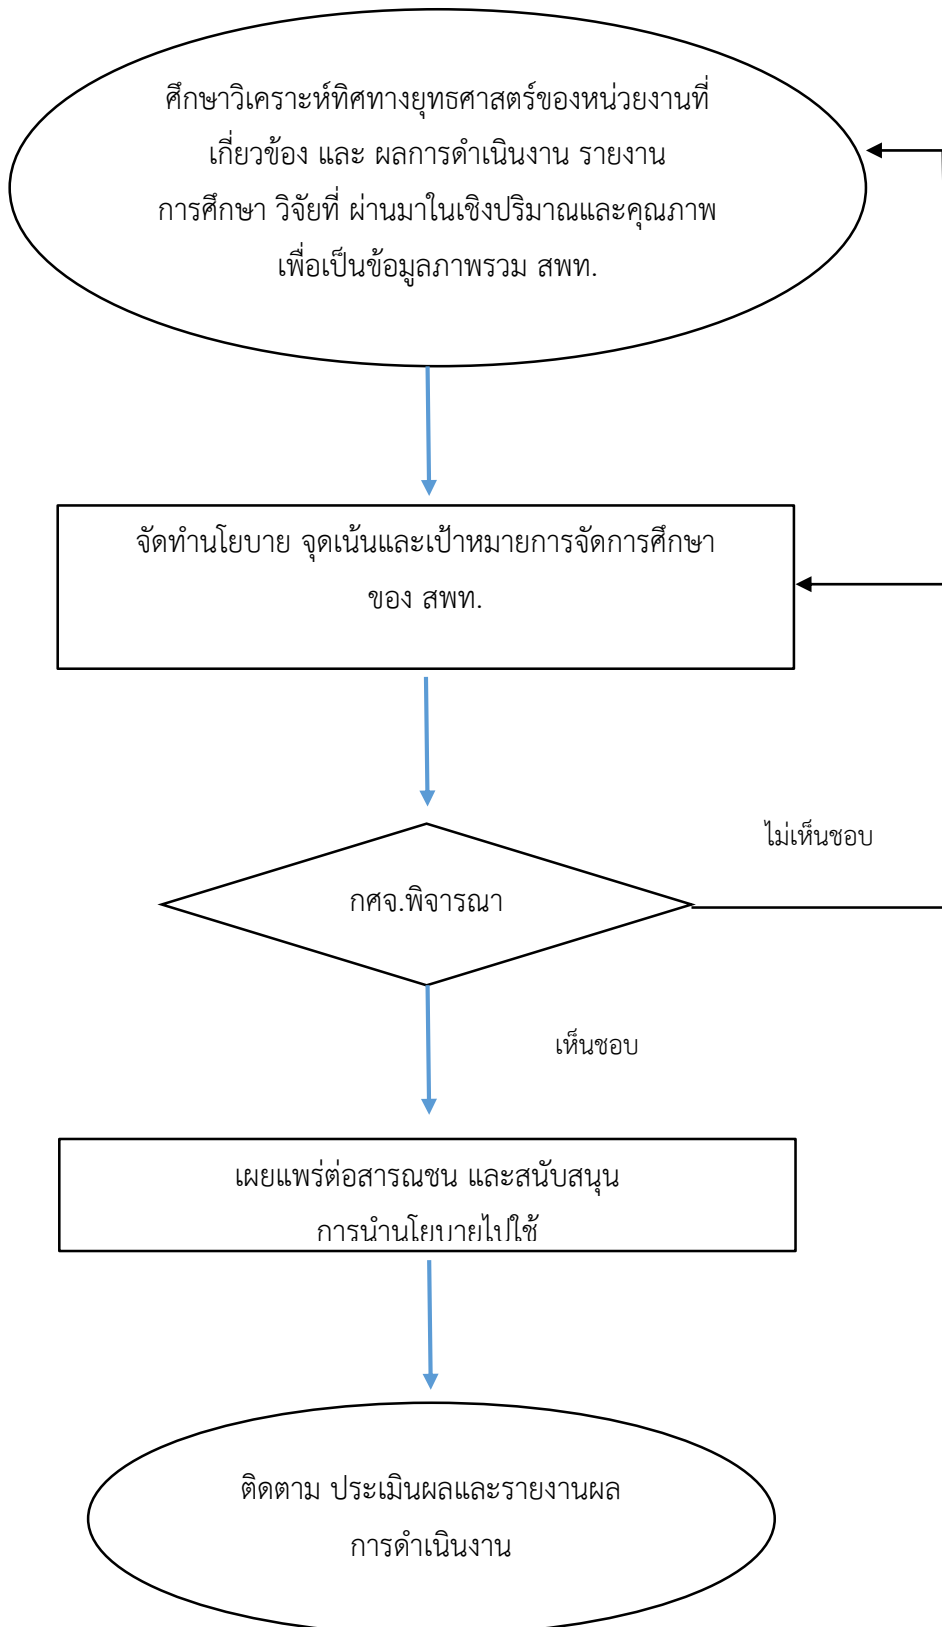 ศึกษาวิเคราะห์ทิศทางยุทธศาสตร์ของหน่วยงานที่
เกี่ยวข้อง และ ผลการดำเนินงาน รายงาน
การศึกษา วิจัยที่ ผ่านมาในเชิงปริมาณและคุณภาพ
เพื่อเป็นข้อมูลภาพรวม สพท.
จัดทำนโยบาย จุดเน้นและเป้าหมายการจัดการศึกษา
ของ สพท.
ไม่เห็นชอบ
กศจ.พิจารณา
เห็นชอบ
เผยแพร่ต่อสารณชน และสนับสนุน
การนำนโยบายไปใช้
ติดตาม ประเมินผลและรายงานผล
การดำเนินงาน